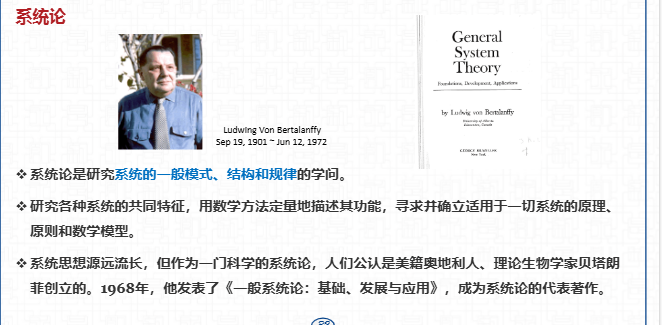 系统论
General
System
Theory
Foundations, Development, Applications
by Ludwig von Bertalanffy
University of Alberta
Edmonton, Canada
GEORGE BRAZILLER
New York
Ludwing Von Bertalanffy
Sep 19, 1901 ~ Jun 12, 1972
❖ 系统论是研究系统的一般模式、结构和规律的学问。
❖ 研究各种系统的共同特征，用数学方法定量地描述其功能，寻求并确立适用于一切系统的原理、
原则和数学模型。
❖ 系统思想源远流长，但作为一门科学的系统论，人们公认是美籍奥地利人、理论生物学家贝塔朗
菲创立的。1968年，他发表了《一般系统论：基础、发展与应用》，成为系统论的代表著作。